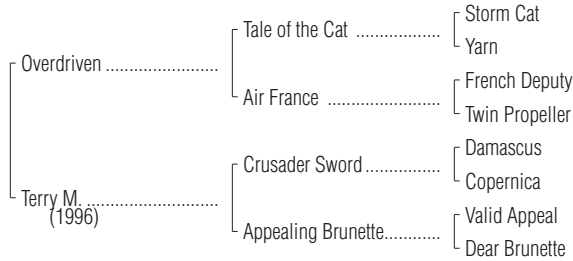 Storm Cat
Tale of the Cat ..................
Yarn
Overdriven ........................
French Deputy
Air France ........................
Twin Propeller
Damascus
Crusader Sword ................
Copernica
Terry M. ............................
(1996)
Valid Appeal
Appealing Brunette............
Dear Brunette